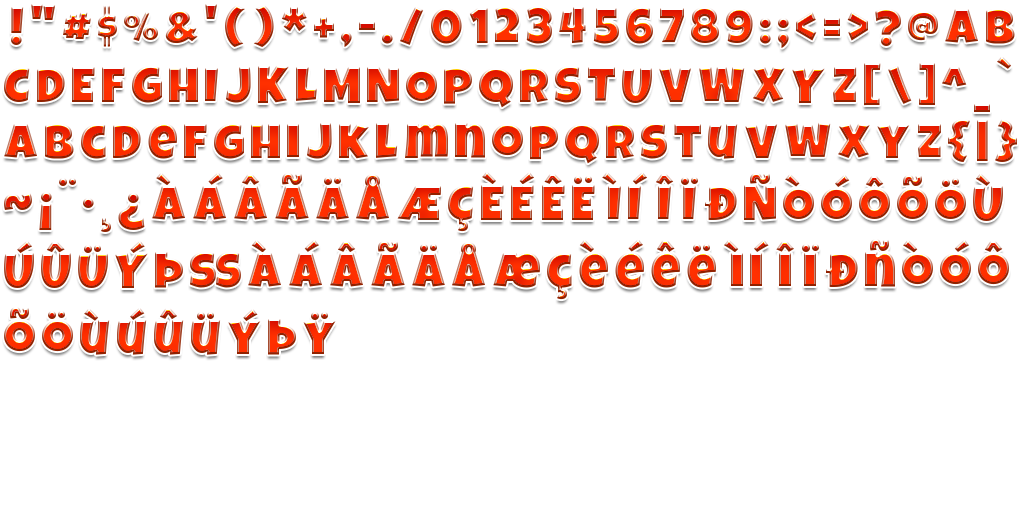 !"#$%&'()*+,-./0123456789:;<=>?@AB
CDEFGHIJKLMNOPQRSTUVWXYZ[\]^_`
ABCDeFGHIJKLmnoPQRSTUVWXYZ{|}
~¡¨·¸¿ÀÁÂÃÄÅÆÇÈÉÊËÌÍÎÏÐÑÒÓÔÕÖÙ
ÚÛÜÝÞSSÀÁÂÃÄÅæçèéêëÌÍÎÏÐñòóô
õöùúûüÝÞŸ